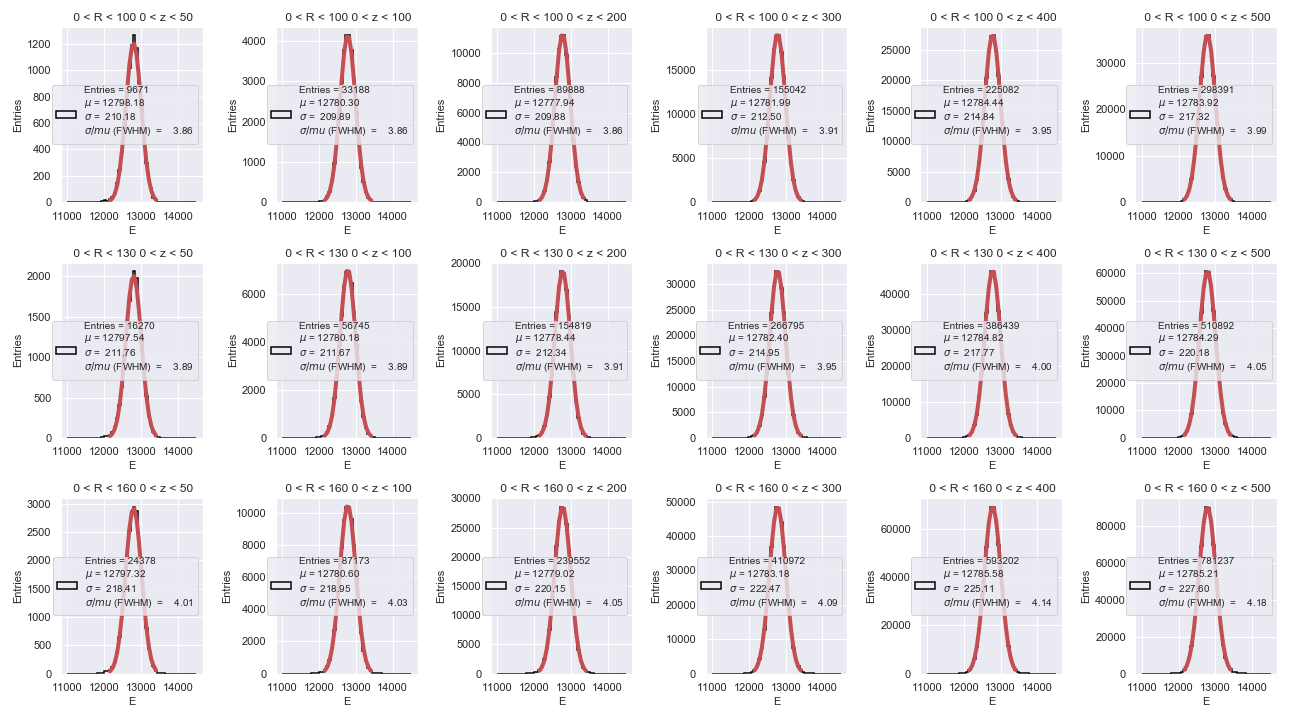 0 < R < 100 0 < z < 50
Entries
1200
1000
800
600
400
200
0
Entries = 9671
μ = 12798.18
σ = 210.18
σ/mu (FWHM) = 3.86
11000 12000 13000 14000
E
0 < R < 100 0 < z < 100
Entries
4000
3000
2000
1000
0
Entries = 33188
μ = 12780.30
σ = 209.89
σ/mu (FWHM) = 3.86
11000 12000 13000 14000
E
0 < R < 100 0 < z < 200
Entries
10000
8000
6000
4000
2000
0
Entries = 89888
μ = 12777.94
σ = 209.88
σ/mu (FWHM) = 3.86
11000 12000 13000 14000
E
0 < R < 100 0 < z < 300
Entries
15000
10000
5000
0
Entries = 155042
μ = 12781.99
σ = 212.50
σ/mu (FWHM) = 3.91
11000 12000 13000 14000
E
0 < R < 100 0 < z < 400
Entries
25000
20000
15000
10000
5000
0
Entries = 225082
μ = 12784.44
σ = 214.84
σ/mu (FWHM) = 3.95
11000 12000 13000 14000
E
0 < R < 100 0 < z < 500
Entries
30000
20000
10000
0
Entries = 298391
μ = 12783.92
σ = 217.32
σ/mu (FWHM) = 3.99
11000 12000 13000 14000
E
0 < R < 130 0 < z < 50
Entries
2000
1500
1000
500
0
Entries = 16270
μ = 12797.54
σ = 211.76
σ/mu (FWHM) = 3.89
11000 12000 13000 14000
E
0 < R < 130 0 < z < 100
Entries
6000
4000
2000
0
Entries = 56745
μ = 12780.18
σ = 211.67
σ/mu (FWHM) = 3.89
11000 12000 13000 14000
E
0 < R < 130 0 < z < 200
Entries
20000
17500
15000
12500
10000
7500
5000
2500
0
Entries = 154819
μ = 12778.44
σ = 212.34
σ/mu (FWHM) = 3.91
11000 12000 13000 14000
E
0 < R < 130 0 < z < 300
Entries
30000
25000
20000
15000
10000
5000
0
Entries = 266795
μ = 12782.40
σ = 214.95
σ/mu (FWHM) = 3.95
11000 12000 13000 14000
E
0 < R < 130 0 < z < 400
Entries
40000
30000
20000
10000
0
Entries = 386439
μ = 12784.82
σ = 217.77
σ/mu (FWHM) = 4.00
11000 12000 13000 14000
E
0 < R < 130 0 < z < 500
Entries
60000
50000
40000
30000
20000
10000
0
Entries = 510892
μ = 12784.29
σ = 220.18
σ/mu (FWHM) = 4.05
11000 12000 13000 14000
E
0 < R < 160 0 < z < 50
Entries
3000
2500
2000
1500
1000
500
0
Entries = 24378
μ = 12797.32
σ = 218.41
σ/mu (FWHM) = 4.01
11000 12000 13000 14000
E
0 < R < 160 0 < z < 100
Entries
10000
8000
6000
4000
2000
0
Entries = 87173
μ = 12780.60
σ = 218.95
σ/mu (FWHM) = 4.03
11000 12000 13000 14000
E
0 < R < 160 0 < z < 200
Entries
30000
25000
20000
15000
10000
5000
0
Entries = 239552
μ = 12779.02
σ = 220.15
σ/mu (FWHM) = 4.05
11000 12000 13000 14000
E
0 < R < 160 0 < z < 300
Entries
50000
40000
30000
20000
10000
0
Entries = 410972
μ = 12783.18
σ = 222.47
σ/mu (FWHM) = 4.09
11000 12000 13000 14000
E
0 < R < 160 0 < z < 400
Entries
60000
40000
20000
0
Entries = 593202
μ = 12785.58
σ = 225.11
σ/mu (FWHM) = 4.14
11000 12000 13000 14000
E
0 < R < 160 0 < z < 500
Entries
80000
60000
40000
20000
0
Entries = 781237
μ = 12785.21
σ = 227.60
σ/mu (FWHM) = 4.18
11000 12000 13000 14000
E